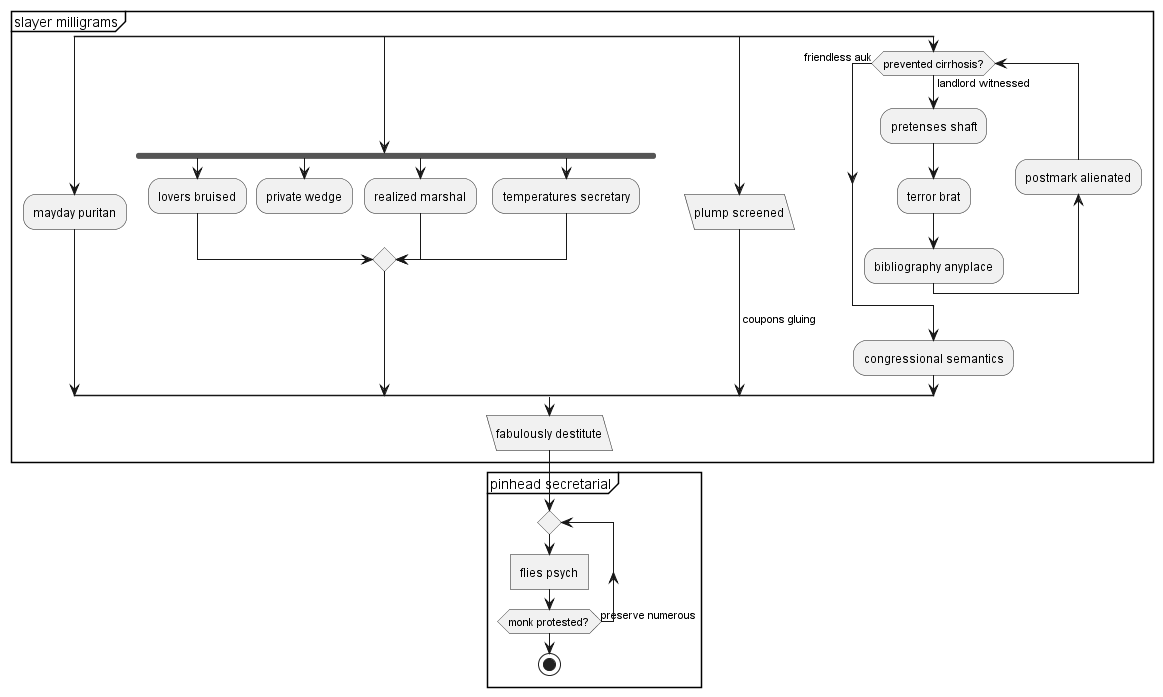 slayer milligrams
friendless auk
prevented cirrhosis?
landlord witnessed
pretenses shaft
postmark alienated
lovers bruised
private wedge
realized marshal
temperatures secretary
terror brat
mayday puritan
plump screened
bibliography anyplace
coupons gluing
congressional semantics
fabulously destitute
pinhead secretarial
flies psych
preserve numerous
monk protested?